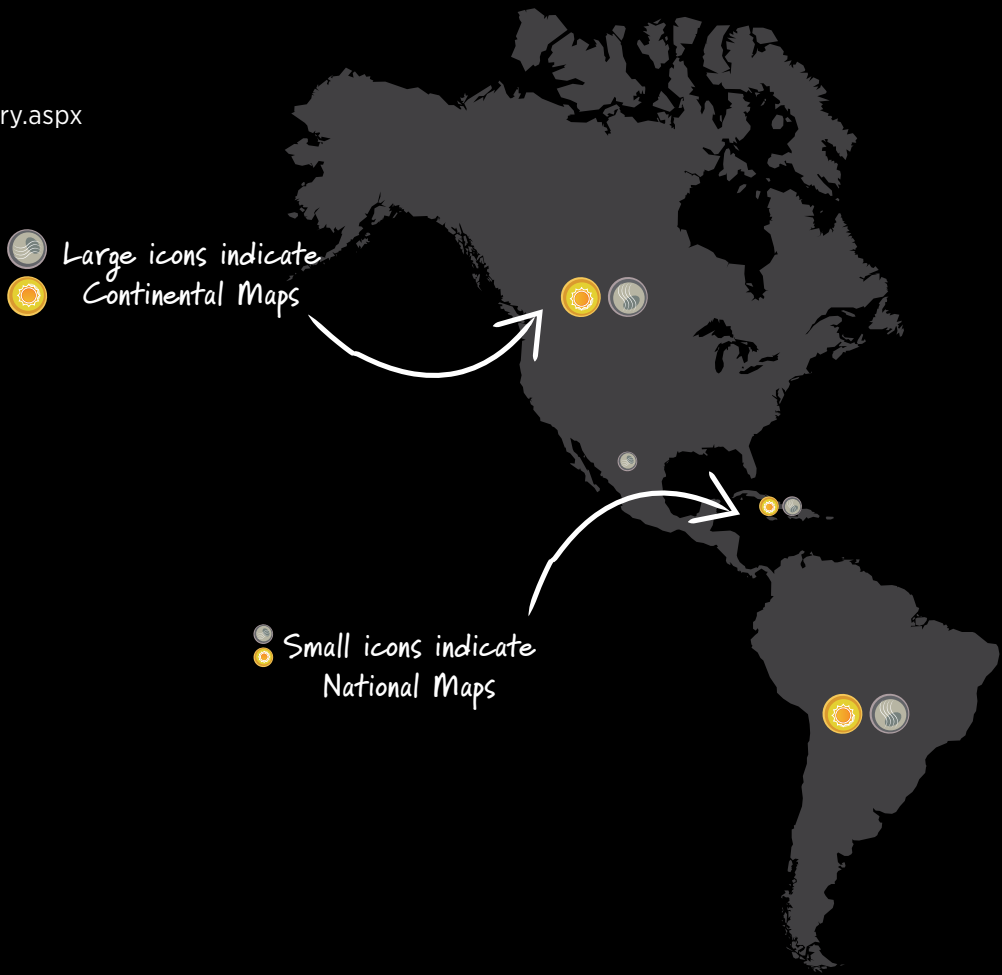 ry.aspx
Large icons indicate
Continental Maps
Small icons indicate
National Maps